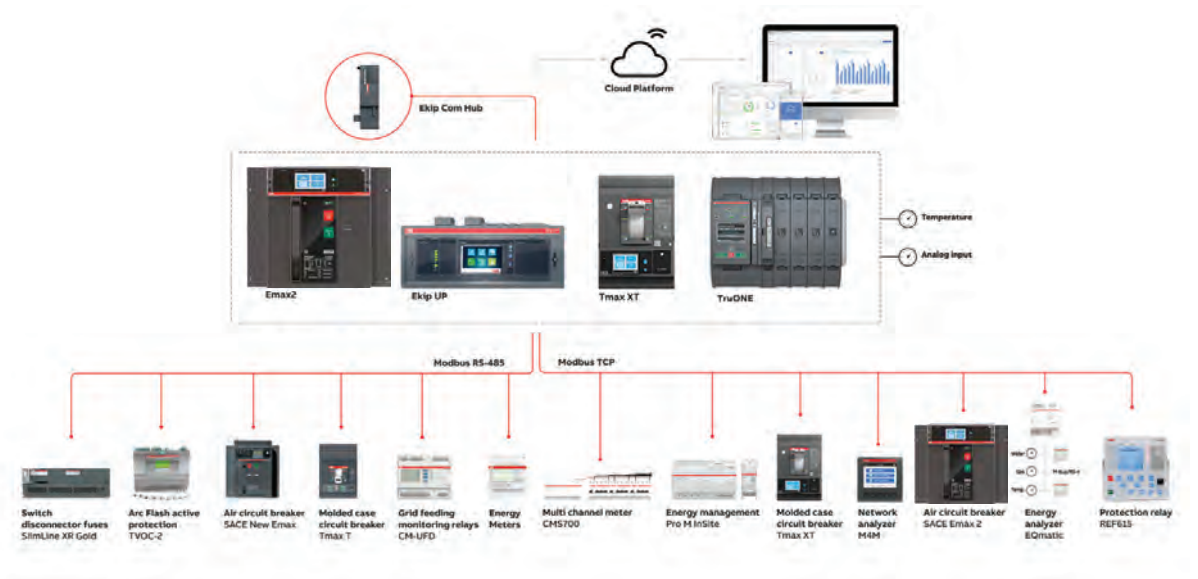 Cloud Platform
Ekip Com Hub
Temperature
Analog input
Emax2
Ekip UP
Tmax XT
TruONE
Modbus RS-485
Modbus TCP
Switch
disconnector fuses
SlimLine XR Gold
Arc Flash active
protection
TVOC-2
Air circuit breaker
SACE New Emax
Molded case
circuit breaker
Tmax T
Grid feeding
monitoring relays
CM-UFD
Energy
Meters
Multi channel meter
CMS700
Energy management
Pro M InSite
Molded case
circuit breaker
Tmax XT
Network
analyzer
M4M
Air circuit breaker
SACE Emax 2
Water
Gas
Temp
Energy
analyzer
EQmatic
Protection relay
REF615